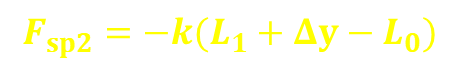 F_sp2 = −k(L_1 + Δy − L_0)